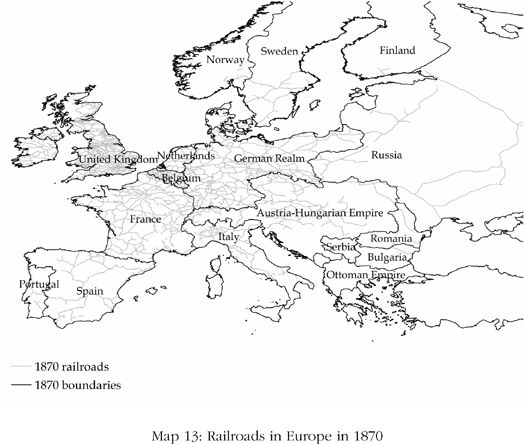 Norway
Sweden
Finland
United Kingdom
Netherlands
German Realm
Russia
Belgium
France
Austria-Hungarian Empire
Italy
Romania
Serbia
Bulgaria
Ottoman Empire
Portugal
Spain
1870 railroads
1870 boundaries
Map 13: Railroads in Europe in 1870